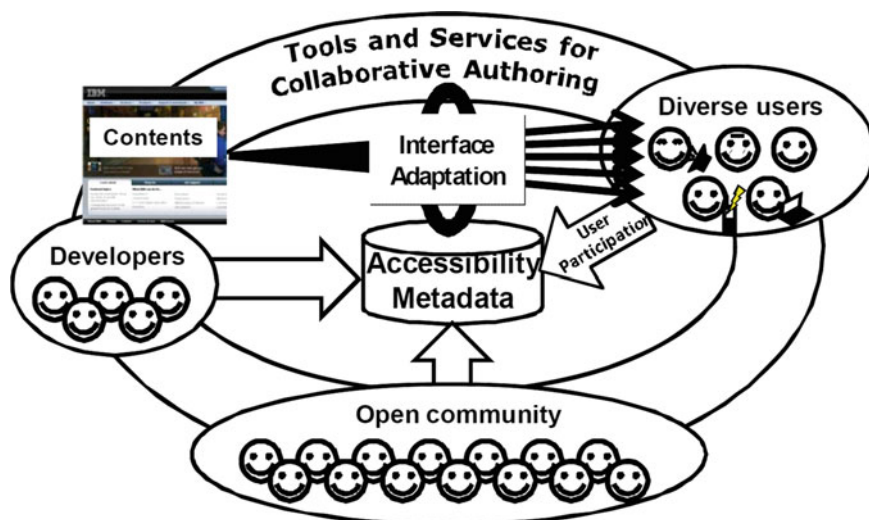 Tools and Services for
Collaborative Authoring
IBM
Contents
Interface
Adaptation
Diverse users
User
Participation
Developers
Accessibility
Metadata
Open community